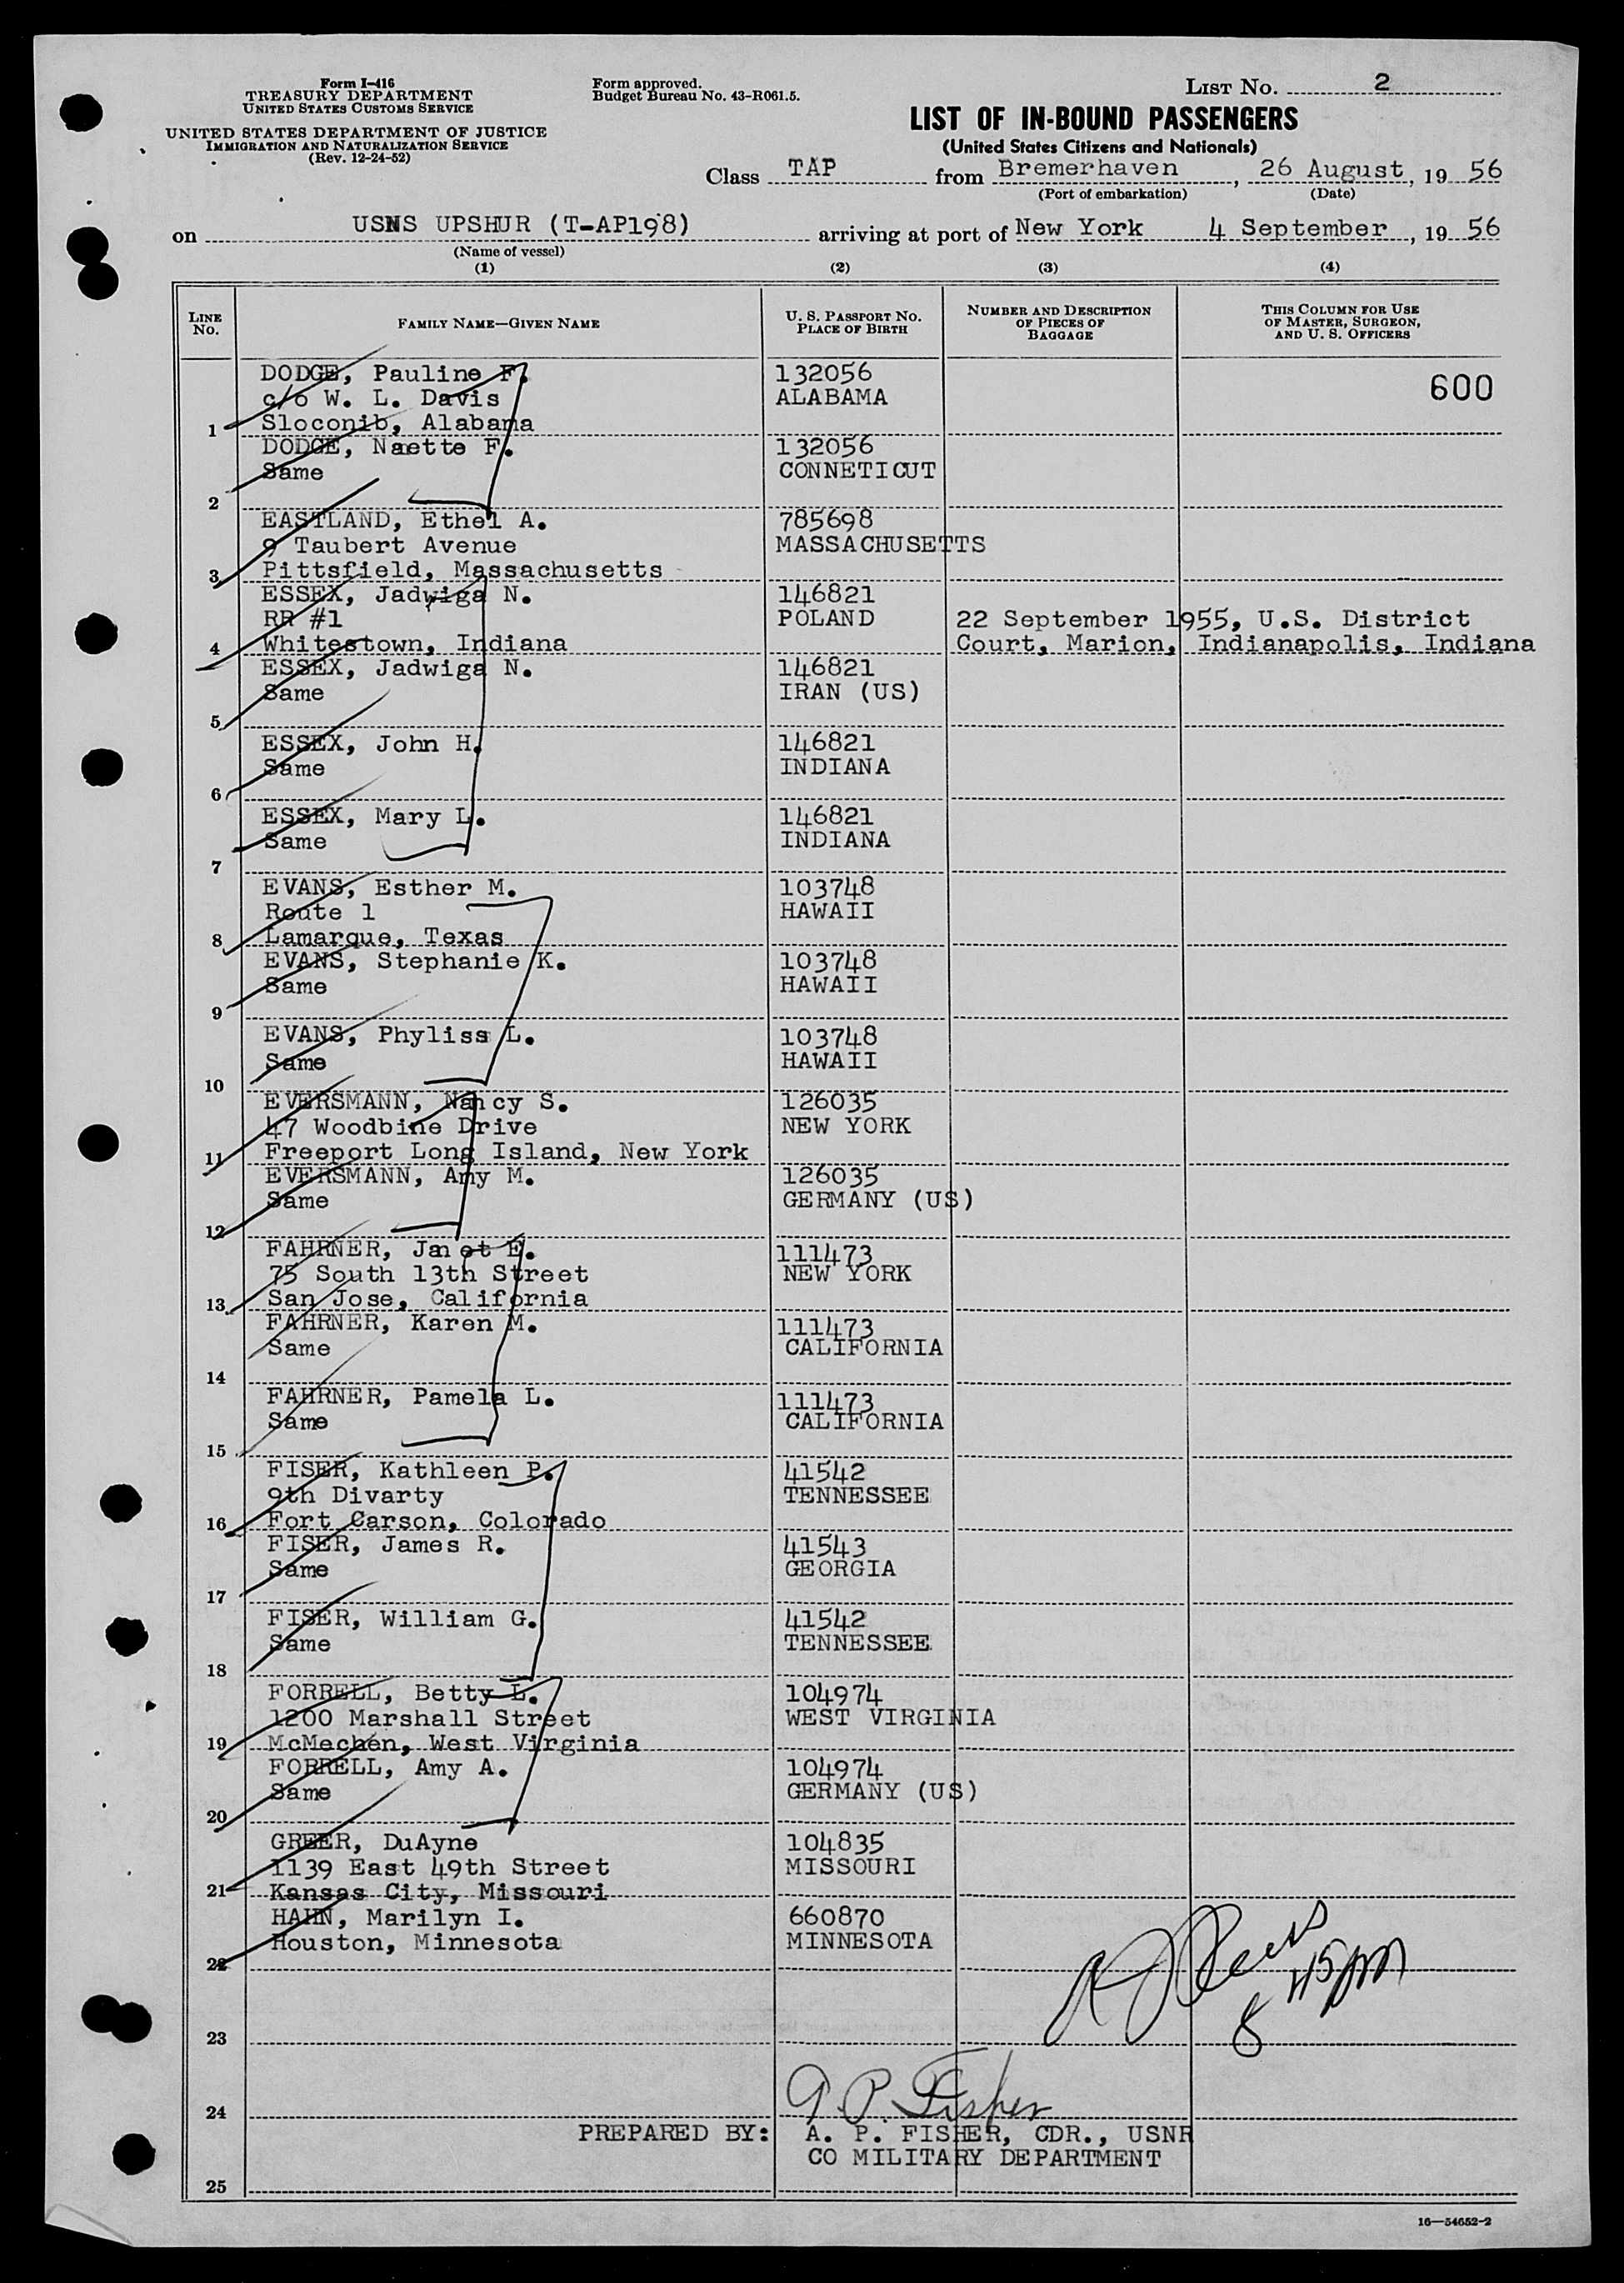 Form I-416
TREASURY DEPARTMENT
UNITED STATES CUSTOMS SERVICE
UNITED STATES DEPARTMENT OF JUSTICE
IMMIGRATION AND NATURALIZATION SERVICE
(Rev. 12-24-52)
Form approved.
Budget Bureau No. 43-R061.5.
LIST No. 2
LIST OF IN-BOUND PASSENGERS
(United States Citizens and Nationals)
Class TAP from Bremerhaven, 26 August, 19 56
(Port of embarkation) (Date)
on USNS UPSHUR (T-AP198) arriving at port of New York 4 September, 19 56
(Name of vessel)
(1) (2) (3) (4)
LINE No. FAMILY NAME—GIVEN NAME U. S. PASSPORT No. PLACE OF BIRTH NUMBER AND DESCRIPTION OF PIECES OF BAGGAGE THIS COLUMN FOR USE OF MASTER, SURGEON, AND U. S. OFFICERS
DODGE, Pauline F. 132056 600
c/o W. L. Davis ALABAMA
1 Sloconib, Alabama
DODGE, Naette F. 132056
Same CONNETICUT
2
EASTLAND, Ethel A. 785698
9 Taubert Avenue MASSACHUSETTS
3 Pittsfield, Massachusetts
ESSEX, Jadwiga N. 146821
RR #1 POLAND 22 September 1955, U.S. District
4 Whitestown, Indiana Court, Marion, Indianapolis, Indiana
ESSEX, Jadwiga N. 146821
Same IRAN (US)
5
ESSEX, John H. 146821
Same INDIANA
6
ESSEX, Mary L. 146821
Same INDIANA
7
EVANS, Esther M. 103748
Route 1 HAWAII
8 Lamarque, Texas
EVANS, Stephanie K. 103748
Same HAWAII
9
EVANS, Phyliss L. 103748
Same HAWAII
10
EVERSMANN, Nancy S. 126035
47 Woodbine Drive NEW YORK
11 Freeport Long Island, New York
EVERSMANN, Amy M. 126035
Same GERMANY (US)
12
FAHRNER, Janet E. 111473
75 South 13th Street NEW YORK
13 San Jose, California
FAHRNER, Karen M. 111473
Same CALIFORNIA
14
FAHRNER, Pamela L. 111473
Same CALIFORNIA
15
FISER, Kathleen P. 41542
9th Divarty TENNESSEE
16 Fort Carson, Colorado
FISER, James R. 41543
Same GEORGIA
17
FISER, William G. 41542
Same TENNESSEE
18
FORRELL, Betty L. 104974
1200 Marshall Street WEST VIRGINIA
19 McMechen, West Virginia
FORRELL, Amy A. 104974
Same GERMANY (US)
20
GREER, DuAyne 104835
1139 East 49th Street MISSOURI
21 Kansas City, Missouri
HAHN, Marilyn I. 660870
Houston, Minnesota MINNESOTA
22
8 45 pm
23
A. P. Fisher
24
PREPARED BY: A. P. FISHER, CDR., USNR
CO MILITARY DEPARTMENT
25
16—54652-2